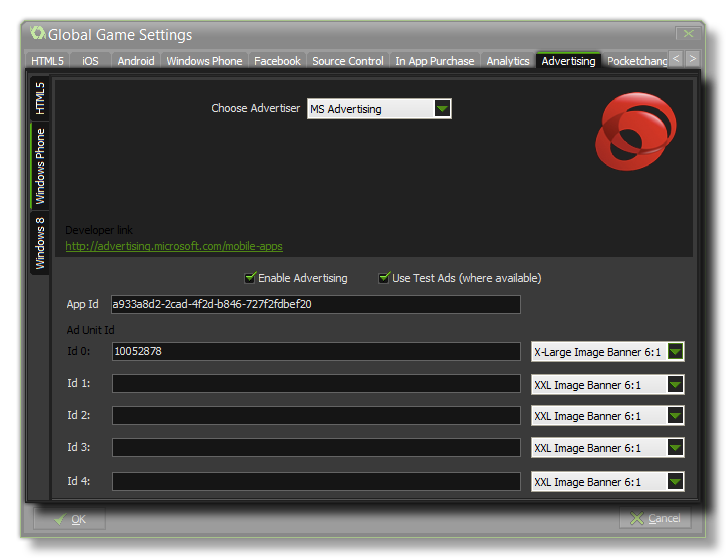 Global Game Settings
HTML5 iOS Android Windows Phone Facebook Source Control In App Purchase Analytics Advertising Pocketchang
HTML5
Windows Phone
Windows 8
Choose Advertiser MS Advertising
Developer link
http://advertising.microsoft.com/mobile-apps
Enable Advertising Use Test Ads (where available)
App Id a933a8d2-2cad-4f2d-b846-727f2fdbef20
Ad Unit Id
Id 0: 10052878 X-Large Image Banner 6:1
Id 1: XXL Image Banner 6:1
Id 2: XXL Image Banner 6:1
Id 3: XXL Image Banner 6:1
Id 4: XXL Image Banner 6:1
OK Cancel